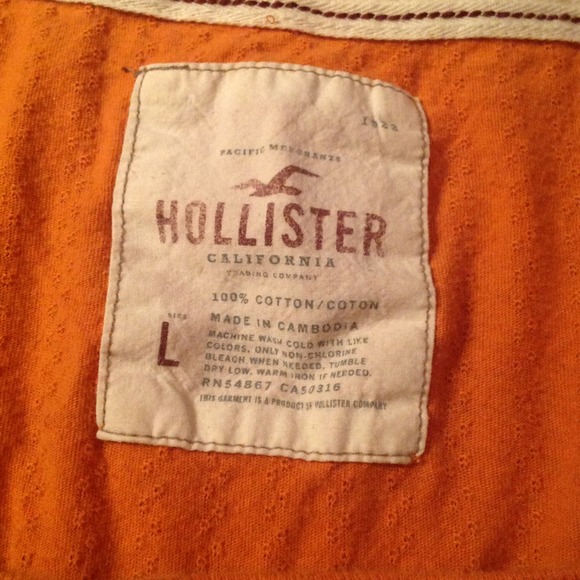 1922
PACIFIC MERCHANTS
HOLLISTER
CALIFORNIA
TRADING COMPANY
100% COTTON/COTON
SIZE
L
MADE IN CAMBODIA
MACHINE WASH COLD WITH LIKE
COLORS, ONLY NON-CHLORINE
BLEACH WHEN NEEDED, TUMBLE
DRY LOW. WARM IRON IF NEEDED.
RN54867 CA50316
THIS GARMENT IS A PRODUCT OF HOLLISTER COMPANY